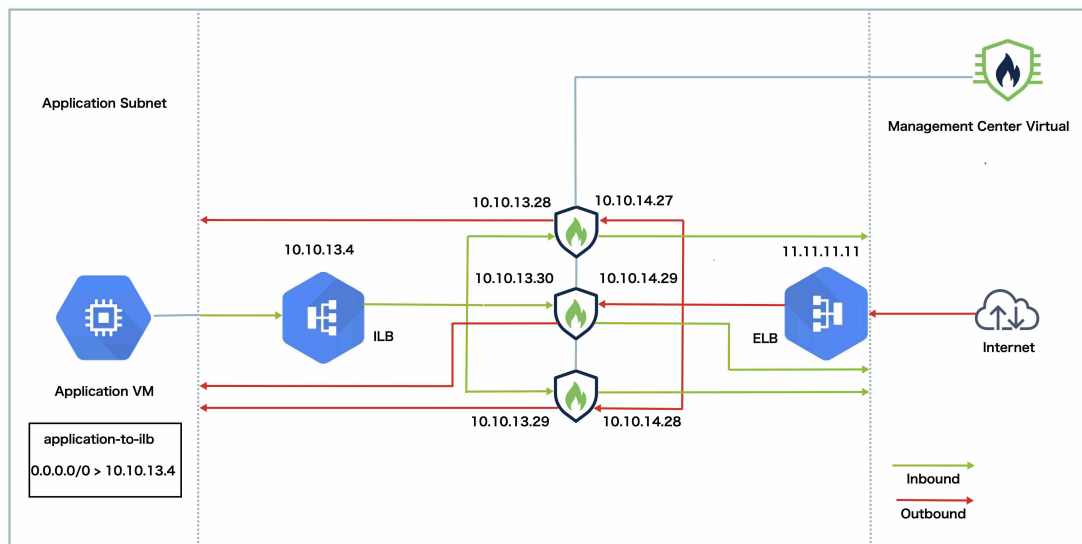 Application Subnet
Management Center Virtual
10.10.13.28
10.10.14.27
10.10.13.4
11.11.11.11
10.10.13.30
10.10.14.29
ILB
ELB
Internet
Application VM
10.10.13.29
10.10.14.28
application-to-ilb
0.0.0.0/0 > 10.10.13.4
Inbound
Outbound